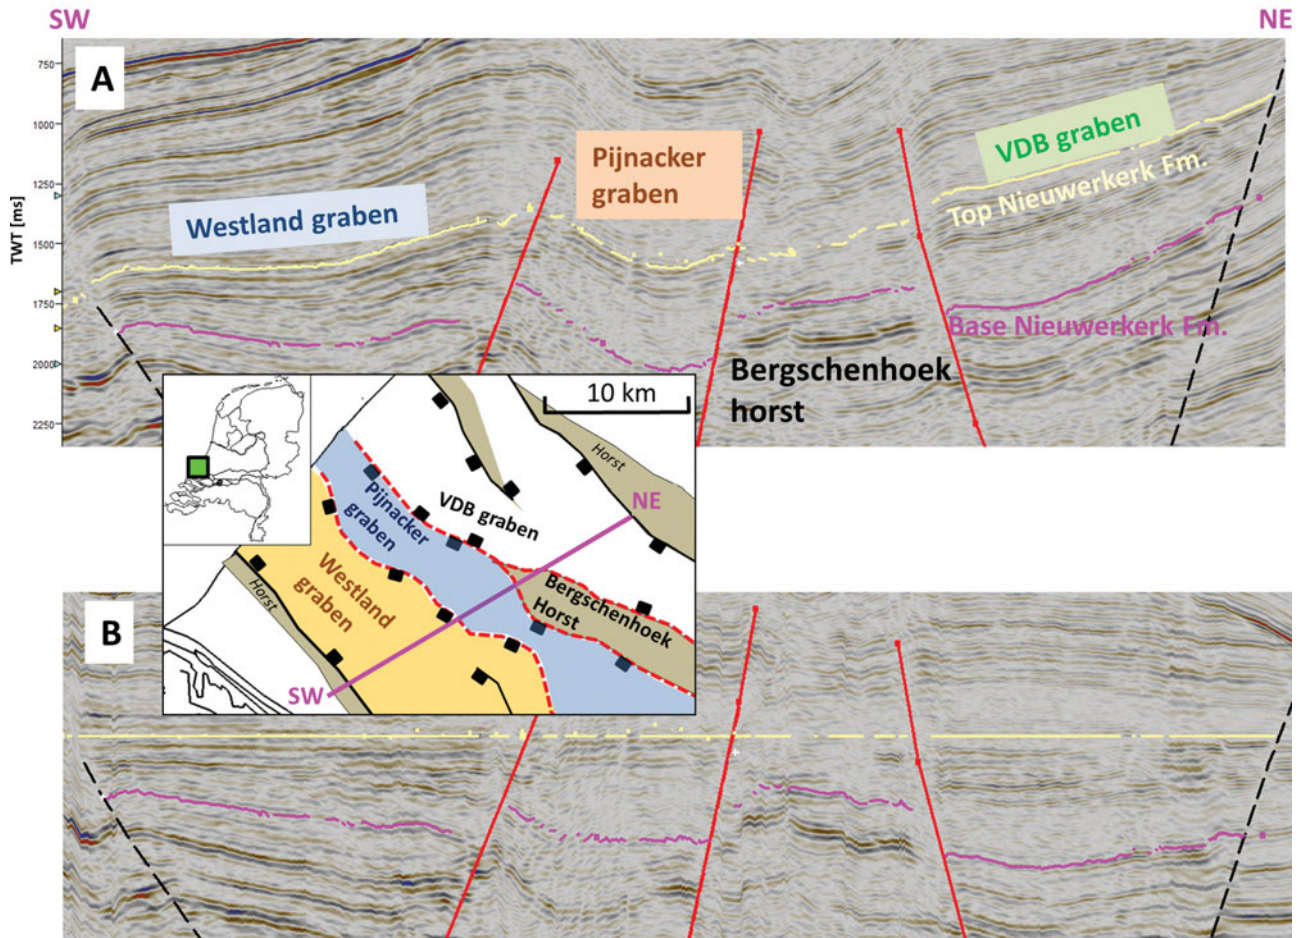 SW
NE
A
750
1000
1250
1500
1750
2000
2250
TWT [ms]
Westland graben
Pijnacker
graben
VDB graben
Top Nieuwerkerk Fm.
Base Nieuwerkerk Fm.
Bergschenhoek
horst
10 km
Horst
Horst
NE
VDB graben
Pijnacker
graben
Westland
graben
Bergschenhoek
Horst
SW
B